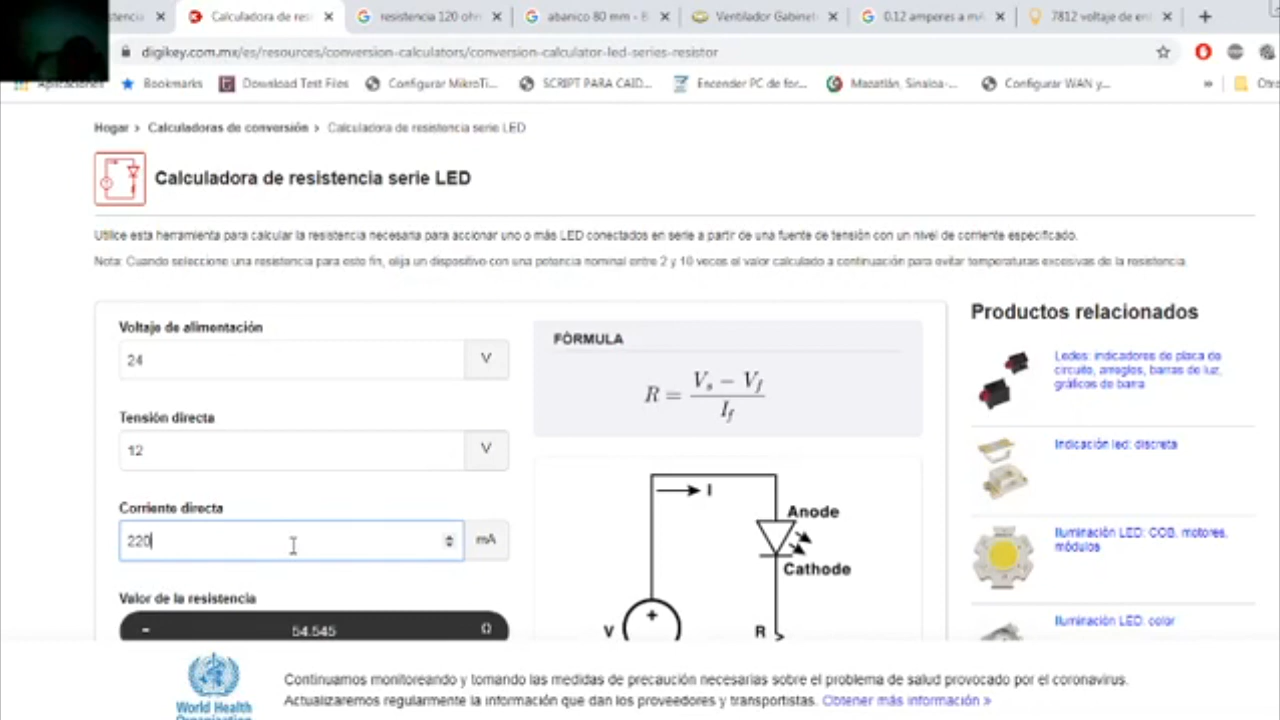 Calculadora de res
resistencia 120 ohm
abanico 80 mm - B
Ventilador Gabinet
0.12 amperes a mA
7812 voltaje de en
digikey.com.mx/es/resources/conversion-calculators/conversion-calculator-led-series-resistor
Aplicaciones
Bookmarks
Download Test Files
Configurar MikroTi...
SCRIPT PARA CAID...
Encender PC de for...
Mazatlán, Sinaloa-...
Configurar WAN y...
»
Otro
Hogar > Calculadoras de conversión > Calculadora de resistencia serie LED
Calculadora de resistencia serie LED
Utilice esta herramienta para calcular la resistencia necesaria para accionar uno o más LED conectados en serie a partir de una fuente de tensión con un nivel de corriente especificado.
Nota: Cuando seleccione una resistencia para este fin, elija un dispositivo con una potencia nominal entre 2 y 10 veces el valor calculado a continuación para evitar temperaturas excesivas de la resistencia.
Voltaje de alimentación
24 V
Tensión directa
12 V
Corriente directa
220 mA
Valor de la resistencia
- 54.545 Ω
FÓRMULA
R = (V_s − V_f) / I_f
I
Anode
Cathode
+
V
R
Productos relacionados
Ledes: indicadores de placa de
circuito, arreglos, barras de luz,
gráficos de barra
Indicación led: discreta
Iluminación LED: COB, motores,
módulos
Iluminación LED: color
World Health
Organization
Continuamos monitoreando y tomando las medidas de precaución necesarias sobre el problema de salud provocado por el coronavirus.
Actualizaremos regularmente la información que dan los proveedores y transportistas. Obtener más información »